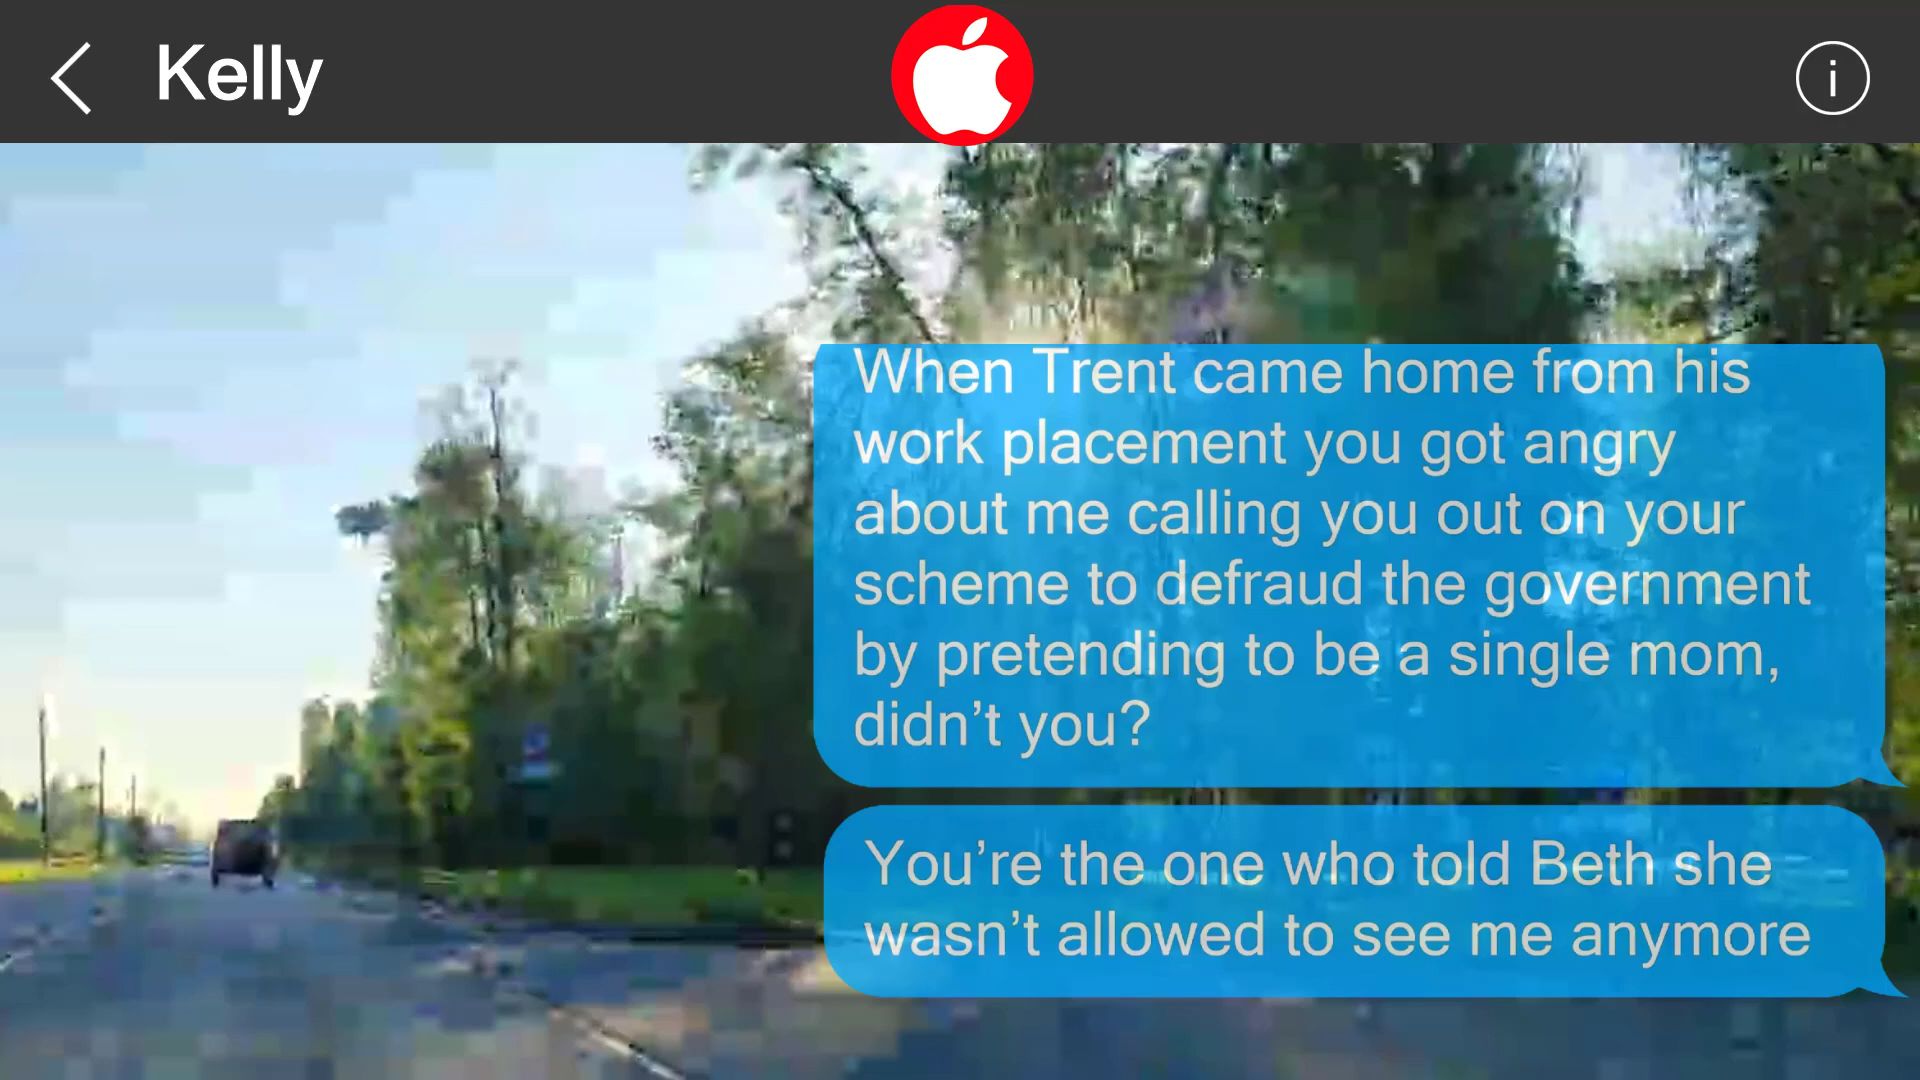 Kelly
i
When Trent came home from his
work placement you got angry
about me calling you out on your
scheme to defraud the government
by pretending to be a single mom,
didn’t you?
You’re the one who told Beth she
wasn’t allowed to see me anymore